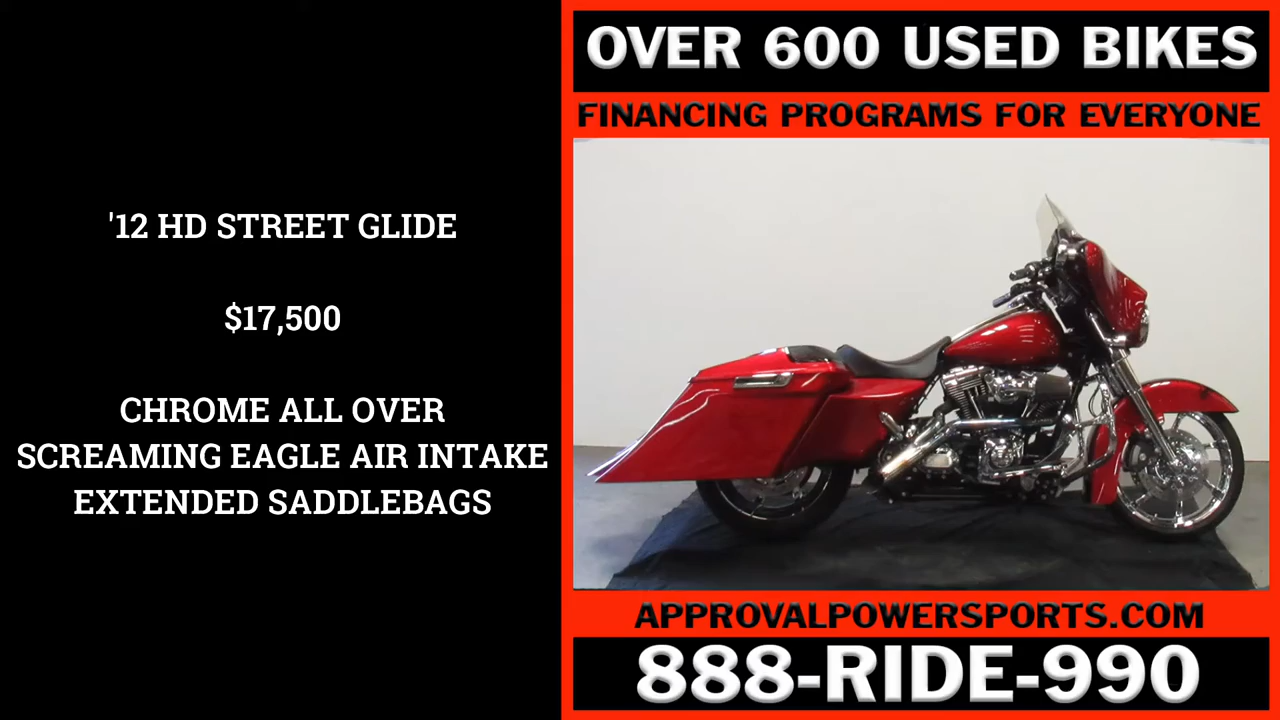 '12 HD STREET GLIDE
$17,500
CHROME ALL OVER
SCREAMING EAGLE AIR INTAKE
EXTENDED SADDLEBAGS
OVER 600 USED BIKES
FINANCING PROGRAMS FOR EVERYONE
APPROVALPOWERSPORTS.COM
888-RIDE-990